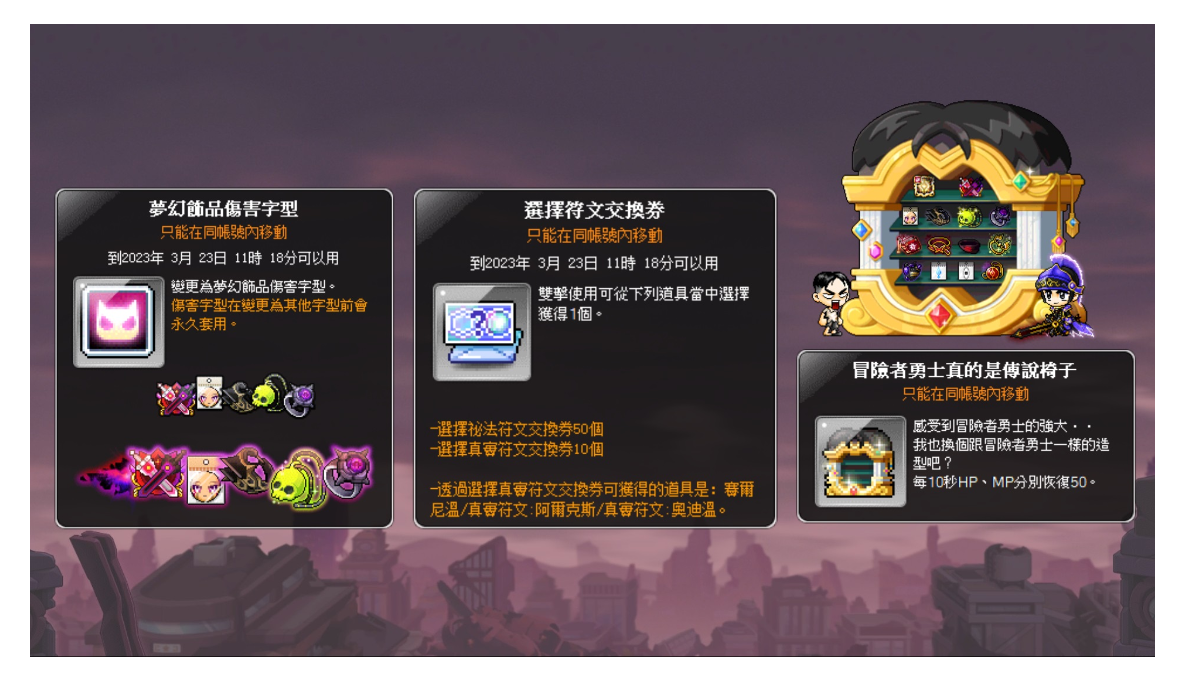 夢幻飾品傷害字型
只能在同帳號內移動
到2023年 3月 23日 11時 18分可以用
變更為夢幻飾品傷害字型。
傷害字型在變更為其他字型前會
永久套用。
選擇符文交換券
只能在同帳號內移動
到2023年 3月 23日 11時 18分可以用
雙擊使用可從下列道具當中選擇
獲得1個。
-選擇祕法符文交換券50個
-選擇真實符文交換券10個
-透過選擇真實符文交換券可獲得的道具是: 賽爾
尼溫/真實符文:阿爾克斯/真實符文:奧迪溫。
冒險者勇士真的是傳說椅子
只能在同帳號內移動
感受到冒險者勇士的強大‧‧
我也換個跟冒險者勇士一樣的造
型吧?
每10秒HP、MP分別恢復50。